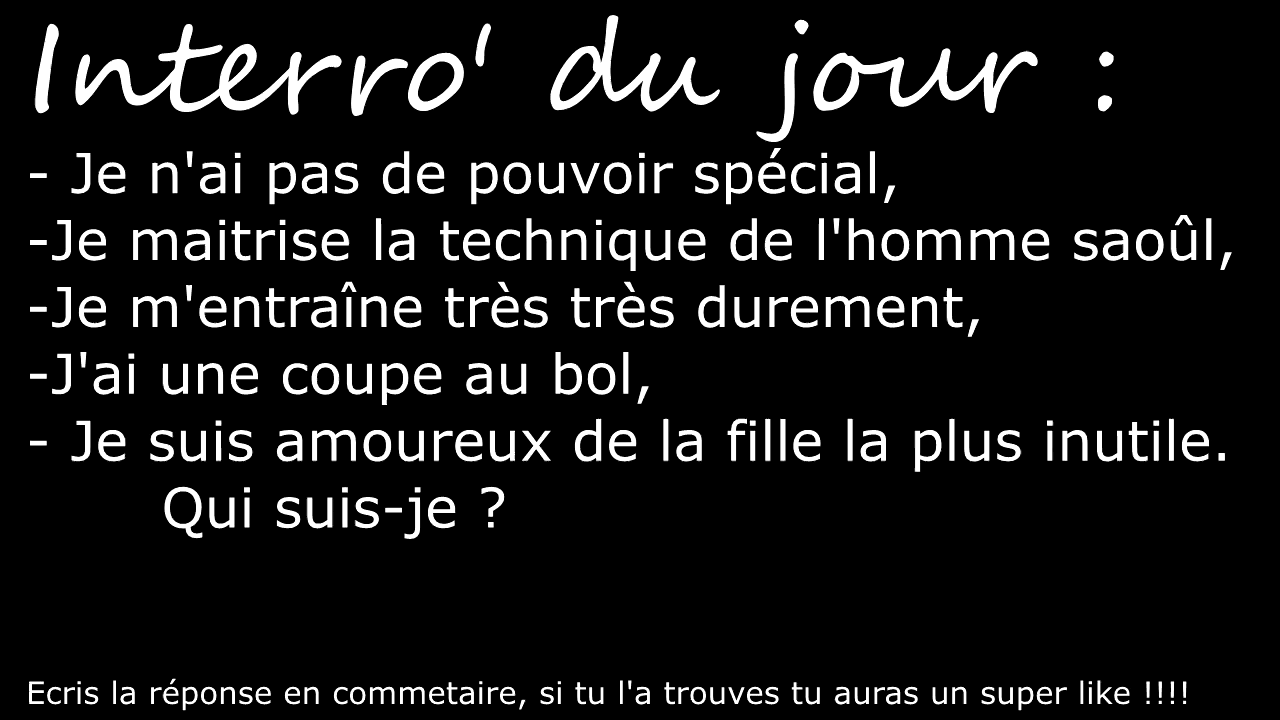 Interro' du jour :
- Je n'ai pas de pouvoir spécial,
-Je maitrise la technique de l'homme saoûl,
-Je m'entraîne très très durement,
-J'ai une coupe au bol,
- Je suis amoureux de la fille la plus inutile.
Qui suis-je ?
Ecris la réponse en commetaire, si tu l'a trouves tu auras un super like !!!!